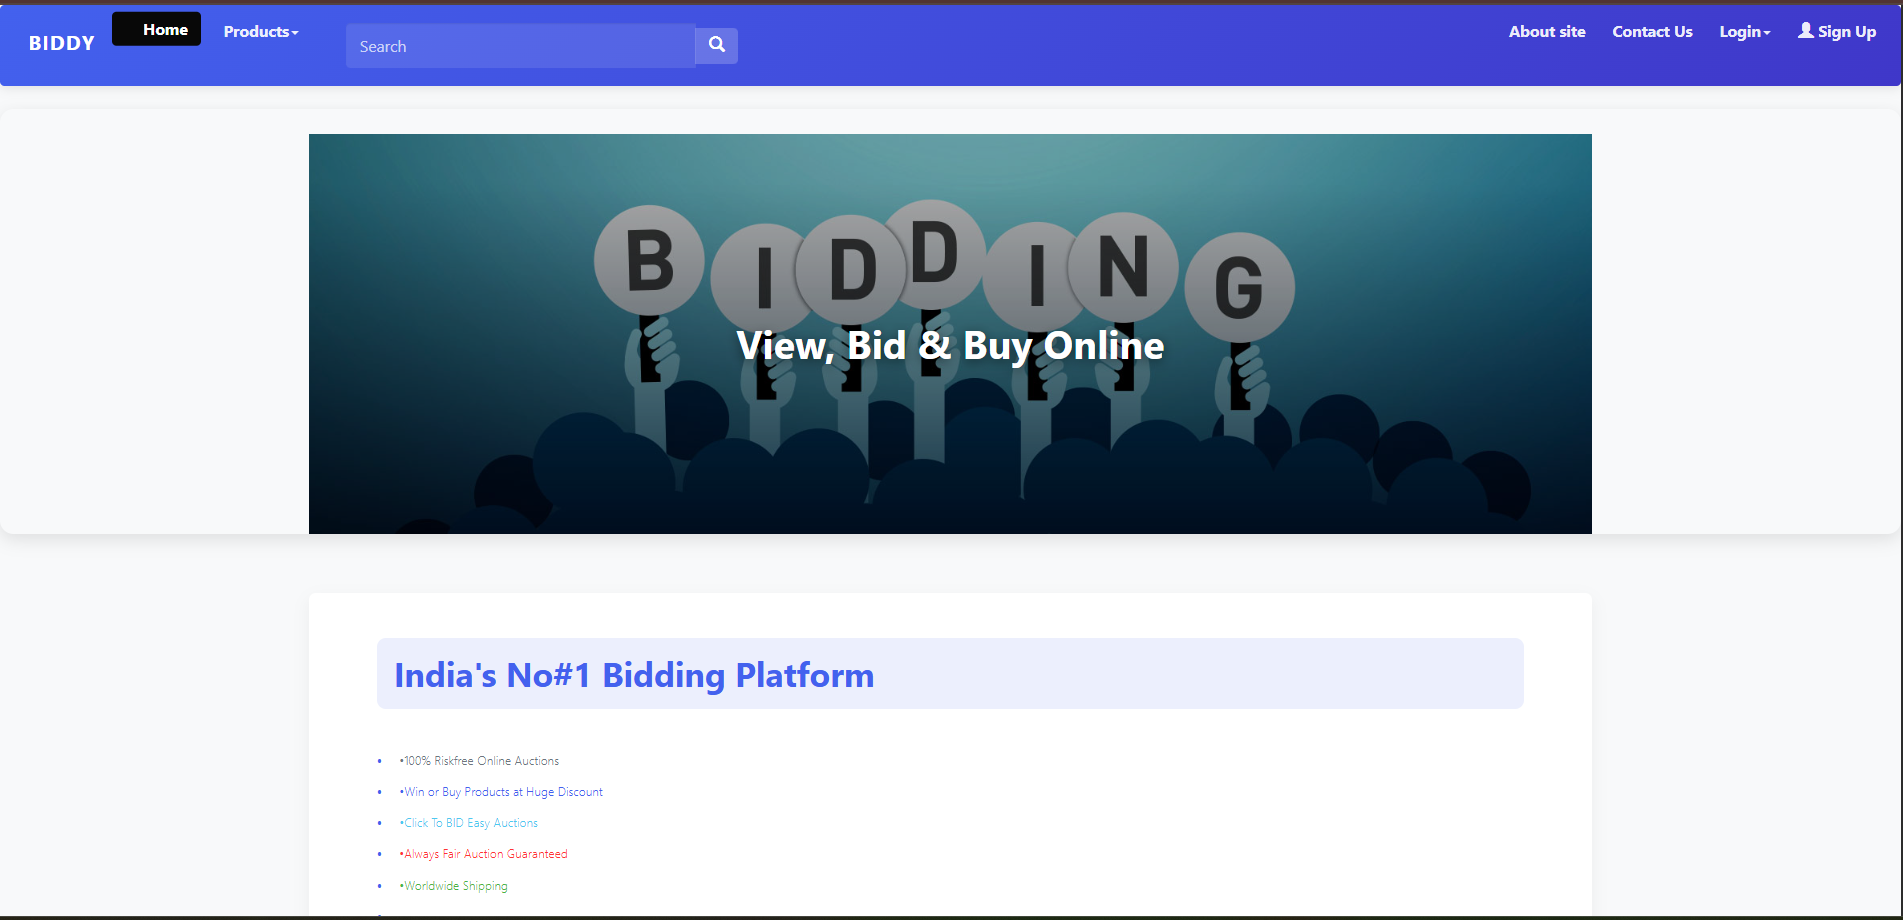 BIDDY Home Products Search About site Contact Us Login Sign Up
BIDDING
View, Bid & Buy Online
India's No#1 Bidding Platform
• •100% Riskfree Online Auctions
• •Win or Buy Products at Huge Discount
• •Click To BID Easy Auctions
• •Always Fair Auction Guaranteed
• •Worldwide Shipping